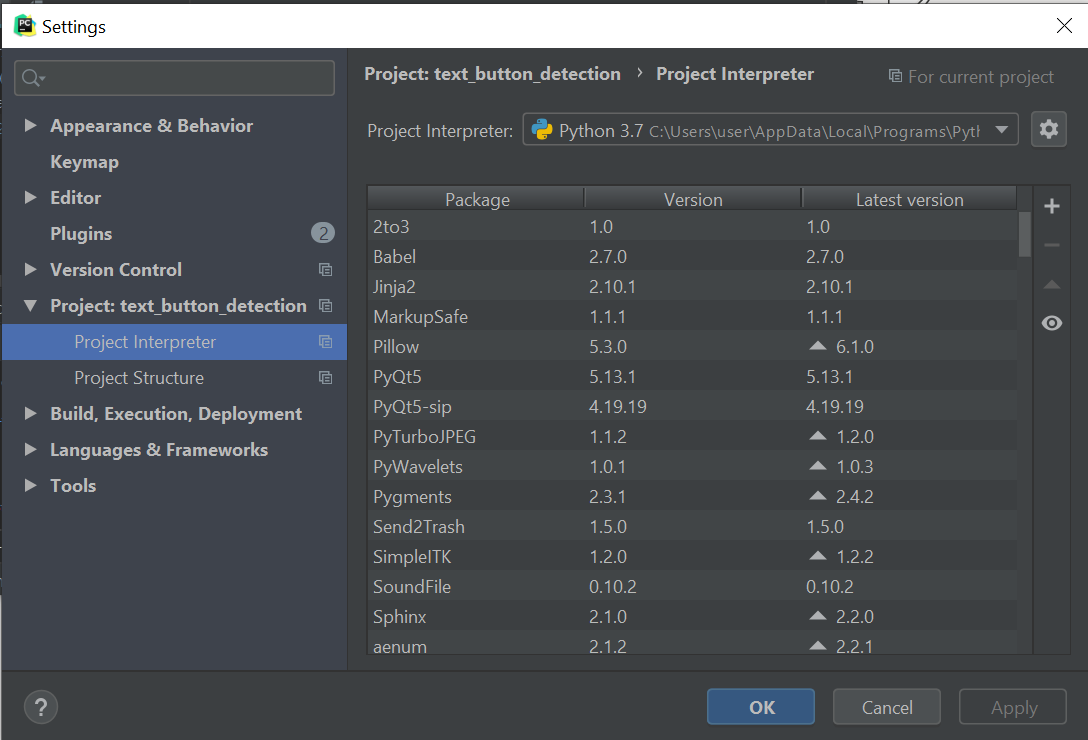 PC Settings
Project: text_button_detection › Project Interpreter For current project
Appearance & Behavior
Keymap
Editor
Plugins 2
Version Control
Project: text_button_detection
Project Interpreter
Project Structure
Build, Execution, Deployment
Languages & Frameworks
Tools
Project Interpreter: Python 3.7 C:\Users\user\AppData\Local\Programs\Pyth
Package Version Latest version
2to3 1.0 1.0
Babel 2.7.0 2.7.0
Jinja2 2.10.1 2.10.1
MarkupSafe 1.1.1 1.1.1
Pillow 5.3.0 6.1.0
PyQt5 5.13.1 5.13.1
PyQt5-sip 4.19.19 4.19.19
PyTurboJPEG 1.1.2 1.2.0
PyWavelets 1.0.1 1.0.3
Pygments 2.3.1 2.4.2
Send2Trash 1.5.0 1.5.0
SimpleITK 1.2.0 1.2.2
SoundFile 0.10.2 0.10.2
Sphinx 2.1.0 2.2.0
aenum 2.1.2 2.2.1
? OK Cancel Apply